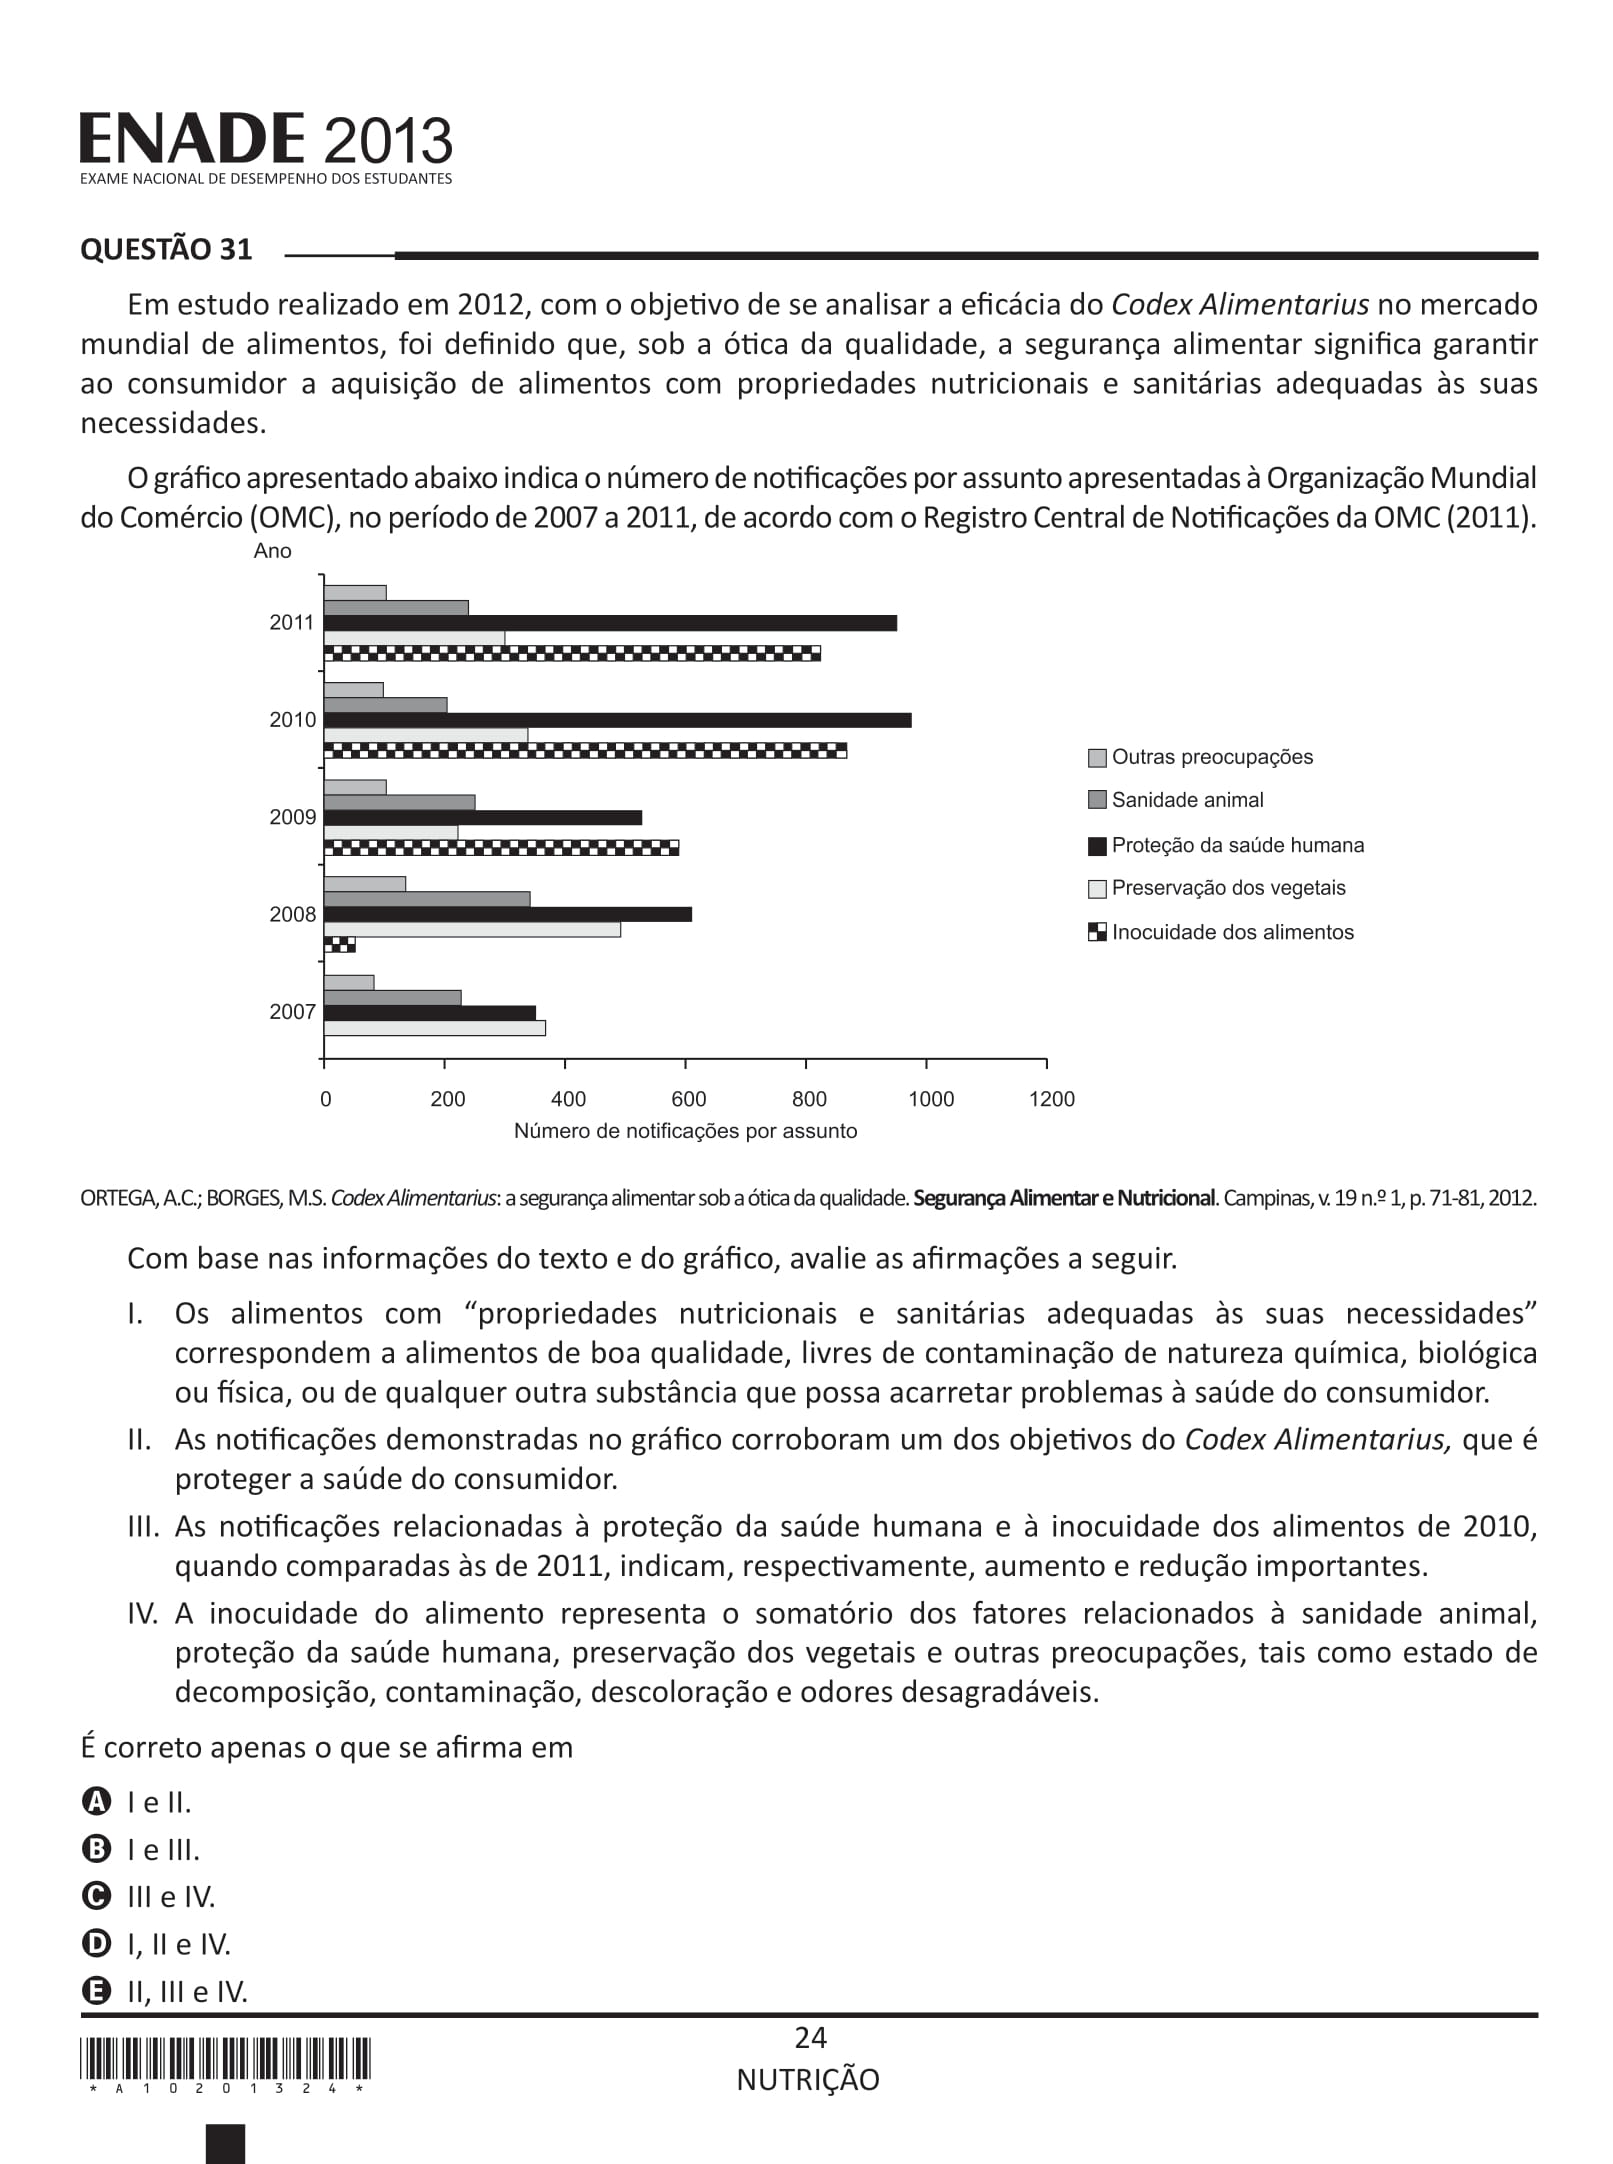 ENADE 2013
EXAME NACIONAL DE DESEMPENHO DOS ESTUDANTES
QUESTÃO 31
Em estudo realizado em 2012, com o objetivo de se analisar a eficácia do Codex Alimentarius no mercado
mundial de alimentos, foi definido que, sob a ótica da qualidade, a segurança alimentar significa garantir
ao consumidor a aquisição de alimentos com propriedades nutricionais e sanitárias adequadas às suas
necessidades.
O gráfico apresentado abaixo indica o número de notificações por assunto apresentadas à Organização Mundial
do Comércio (OMC), no período de 2007 a 2011, de acordo com o Registro Central de Notificações da OMC (2011).
Ano
2011
2010
2009
2008
2007
Outras preocupações
Sanidade animal
Proteção da saúde humana
Preservação dos vegetais
Inocuidade dos alimentos
0 200 400 600 800 1000 1200
Número de notificações por assunto
ORTEGA, A.C.; BORGES, M.S. Codex Alimentarius: a segurança alimentar sob a ótica da qualidade. Segurança Alimentar e Nutricional. Campinas, v. 19 n.º 1, p. 71-81, 2012.
Com base nas informações do texto e do gráfico, avalie as afirmações a seguir.
I. Os alimentos com “propriedades nutricionais e sanitárias adequadas às suas necessidades”
correspondem a alimentos de boa qualidade, livres de contaminação de natureza química, biológica
ou física, ou de qualquer outra substância que possa acarretar problemas à saúde do consumidor.
II. As notificações demonstradas no gráfico corroboram um dos objetivos do Codex Alimentarius, que é
proteger a saúde do consumidor.
III. As notificações relacionadas à proteção da saúde humana e à inocuidade dos alimentos de 2010,
quando comparadas às de 2011, indicam, respectivamente, aumento e redução importantes.
IV. A inocuidade do alimento representa o somatório dos fatores relacionados à sanidade animal,
proteção da saúde humana, preservação dos vegetais e outras preocupações, tais como estado de
decomposição, contaminação, descoloração e odores desagradáveis.
É correto apenas o que se afirma em
A I e II.
B I e III.
C III e IV.
D I, II e IV.
E II, III e IV.
24
NUTRIÇÃO
* A 1 0 2 0 1 3 2 4 *